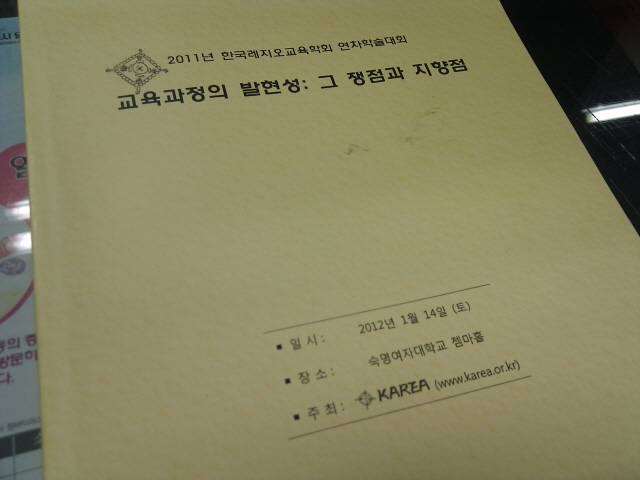 2011년 한국레지오교육학회 연차학술대회
교육과정의 발현성: 그 쟁점과 지향점
▪ 일 시 : 2012년 1월 14일 (토)
▪ 장 소 : 숙명여자대학교 젬마홀
▪ 주 최 : KAREA (www.karea.or.kr)